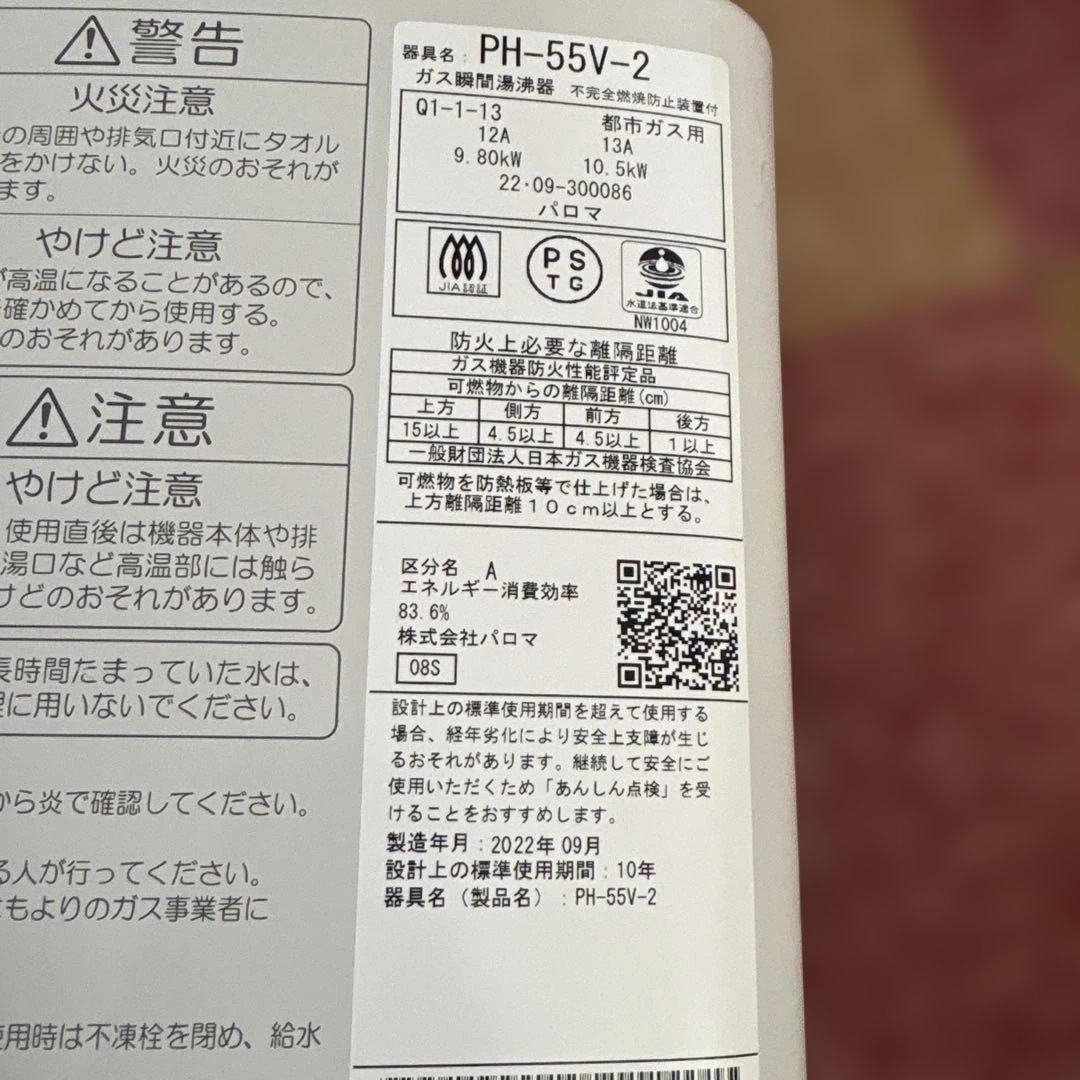 警告
火災注意
の周囲や排気口付近にタオル
をかけない。火災のおそれが
ます。
やけど注意
が高温になることがあるので、
確かめてから使用する。
のおそれがあります。
注意
やけど注意
使用直後は機器本体や排
湯口など高温部には触ら
けどのおそれがあります。
長時間たまっていた水は、
に用いないでください。
から炎で確認してください。
る人が行ってください。
もよりのガス事業者に
使用時は不凍栓を閉め、給水
器具名: PH-55V-2
ガス瞬間湯沸器 不完全燃焼防止装置付
Q1-1-13 都市ガス用
12A 13A
9.80kW 10.5kW
22・09-300086
パロマ
JIA認証
PS
TG
JIA
水道法基準適合
NW1004
防火上必要な離隔距離
ガス機器防火性能評定品
可燃物からの離隔距離(cm)
上方 側方 前方 後方
15以上 4.5以上 4.5以上 1以上
一般財団法人日本ガス機器検査協会
可燃物を防熱板等で仕上げた場合は、
上方離隔距離10cm以上とする。
区分名 A
エネルギー消費効率
83.6%
株式会社パロマ
08S
設計上の標準使用期間を超えて使用する
場合、経年劣化により安全上支障が生じ
るおそれがあります。継続して安全にご
使用いただくため「あんしん点検」を受
けることをおすすめします。
製造年月:2022年09月
設計上の標準使用期間:10年
器具名(製品名):PH-55V-2